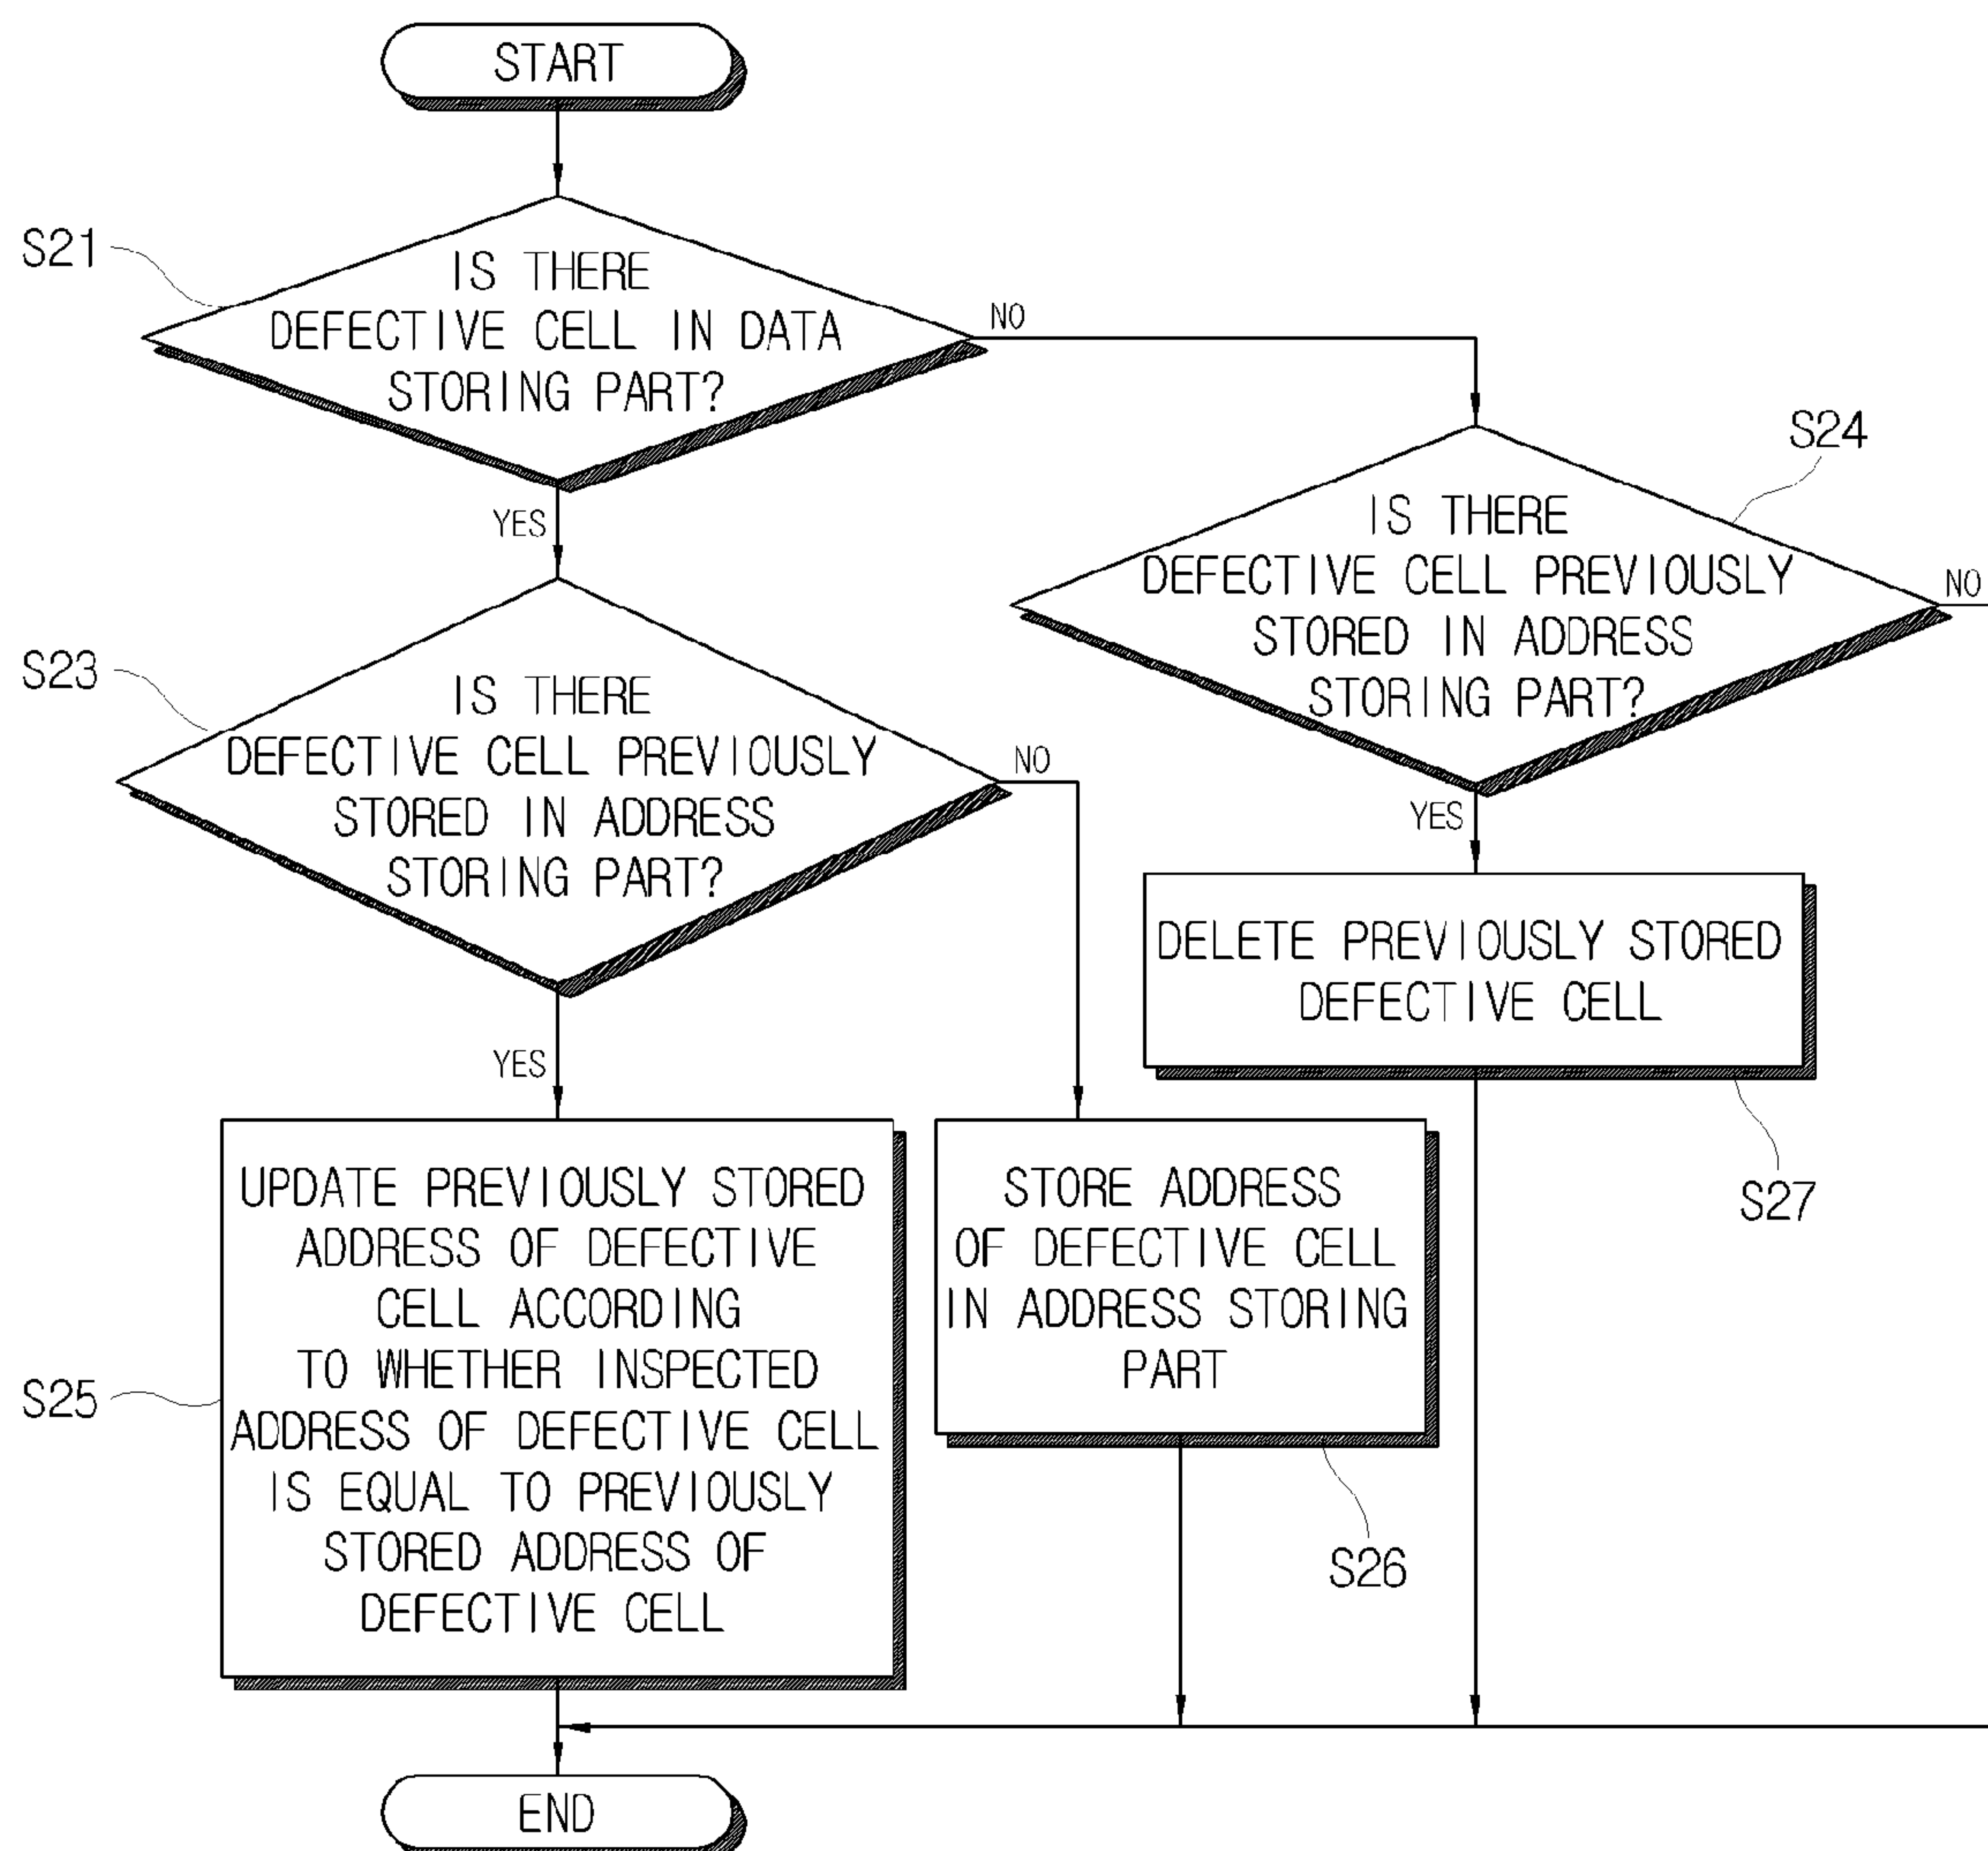 START
S21
IS THERE
DEFECTIVE CELL IN DATA
STORING PART?
NO
YES
S24
IS THERE
DEFECTIVE CELL PREVIOUSLY
STORED IN ADDRESS
STORING PART?
NO
YES
S23
IS THERE
DEFECTIVE CELL PREVIOUSLY
STORED IN ADDRESS
STORING PART?
NO
YES
DELETE PREVIOUSLY STORED
DEFECTIVE CELL
S27
S25
UPDATE PREVIOUSLY STORED
ADDRESS OF DEFECTIVE
CELL ACCORDING
TO WHETHER INSPECTED
ADDRESS OF DEFECTIVE CELL
IS EQUAL TO PREVIOUSLY
STORED ADDRESS OF
DEFECTIVE CELL
STORE ADDRESS
OF DEFECTIVE CELL
IN ADDRESS STORING
PART
S26
END